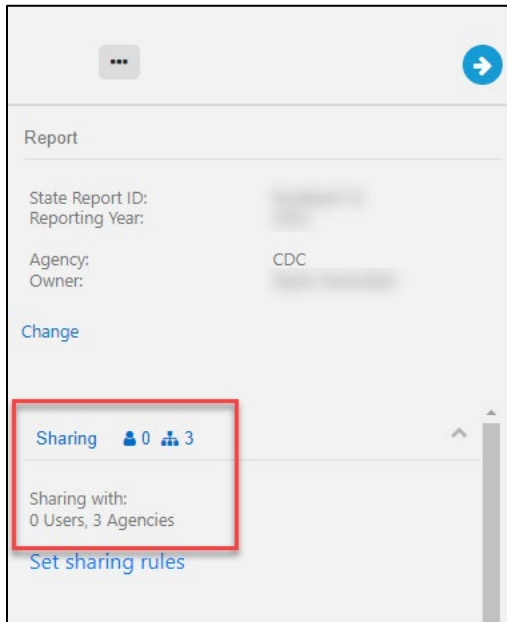 Report
State Report ID:
Reporting Year:
Agency: CDC
Owner:
Change
Sharing 0 3
Sharing with:
0 Users, 3 Agencies
Set sharing rules